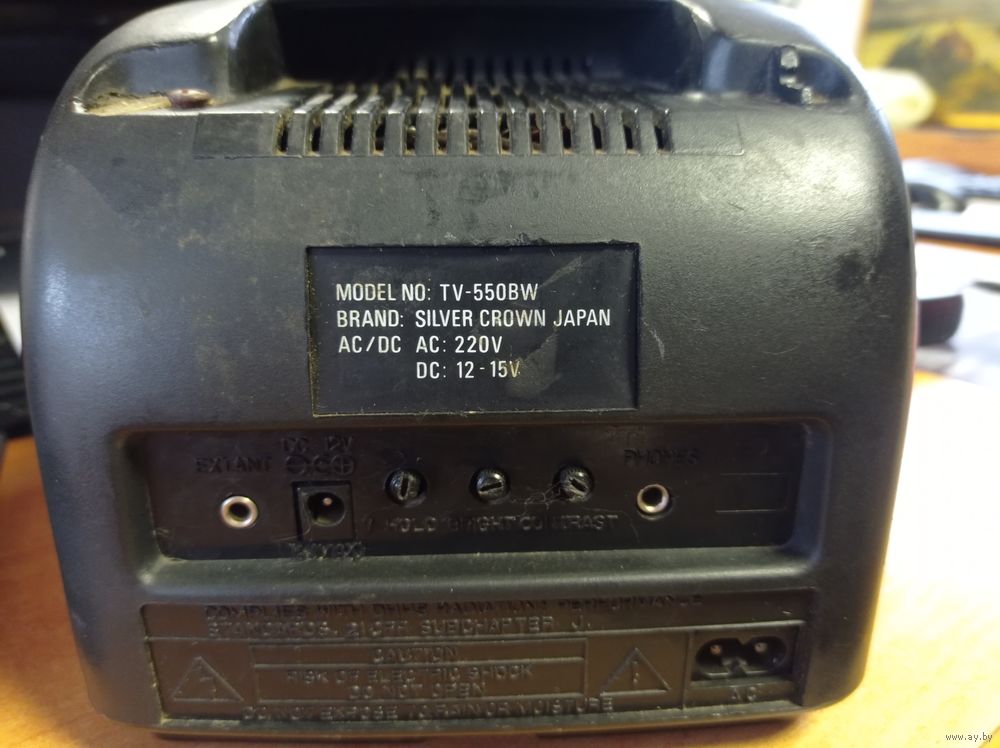 MODEL NO: TV-550BW
BRAND: SILVER CROWN JAPAN
AC/DC AC: 220V
DC: 12-15V
EXTANT
DC 12V
PHONES
V HOLD BRIGHT CONTRAST
COMPLIES WITH DHHS RADIATION PERFORMANCE
STANDARDS, 21 CFR SUBCHAPTER J.
CAUTION
RISK OF ELECTRIC SHOCK
DO NOT OPEN
DO NOT EXPOSE TO RAIN OR MOISTURE
AC
www.ay.by